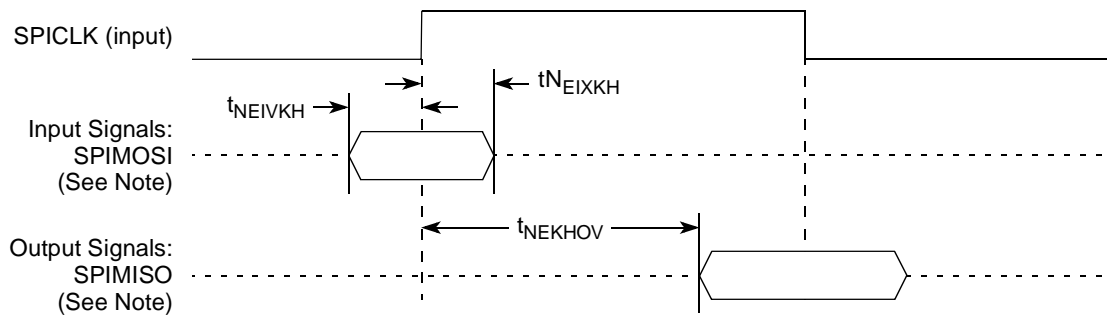 SPICLK (input)
tNEIXKH
tNEIVKH
Input Signals:
SPIMOSI
(See Note)
tNEKHOV
Output Signals:
SPIMISO
(See Note)